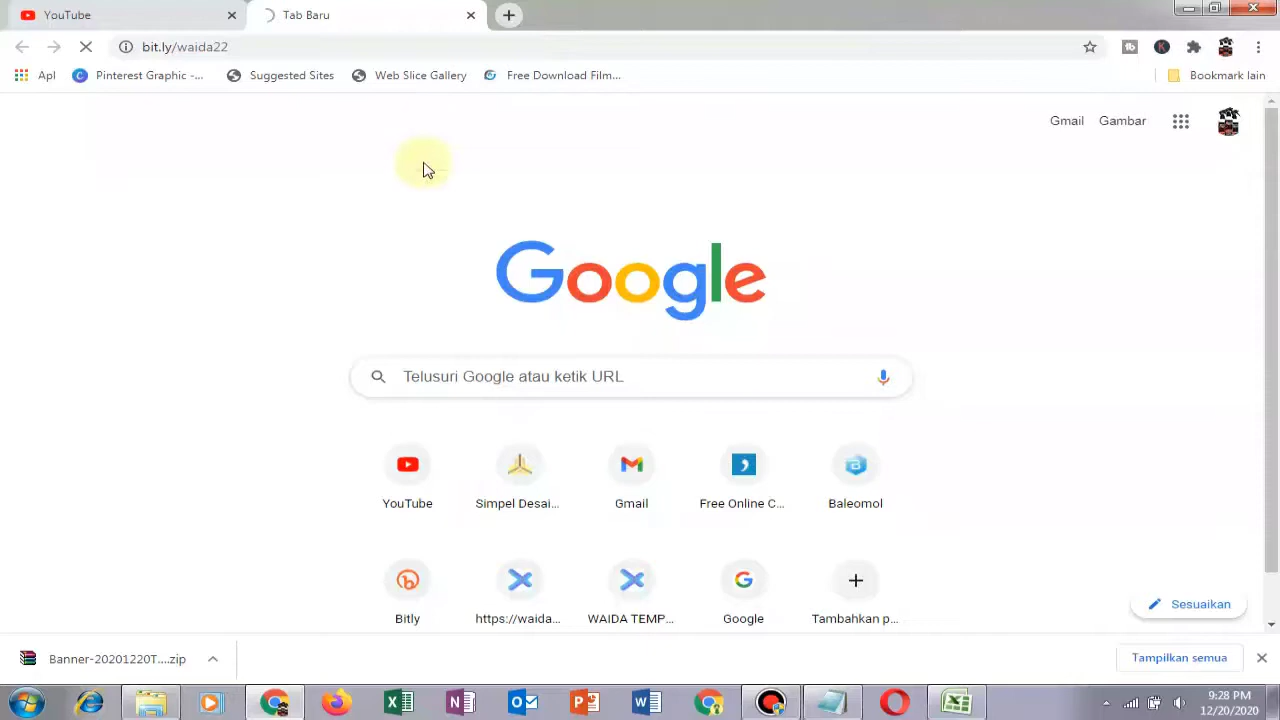 YouTube
Tab Baru
bit.ly/waida22
Apl
Pinterest Graphic -...
Suggested Sites
Web Slice Gallery
Free Download Film...
Bookmark lain
Gmail
Gambar
Google
Telusuri Google atau ketik URL
YouTube
Simpel Desai...
Gmail
Free Online C...
Baleomol
Bitly
https://waida...
WAIDA TEMP...
Google
Tambahkan p...
Sesuaikan
Banner-20201220T....zip
Tampilkan semua
9:28 PM
12/20/2020